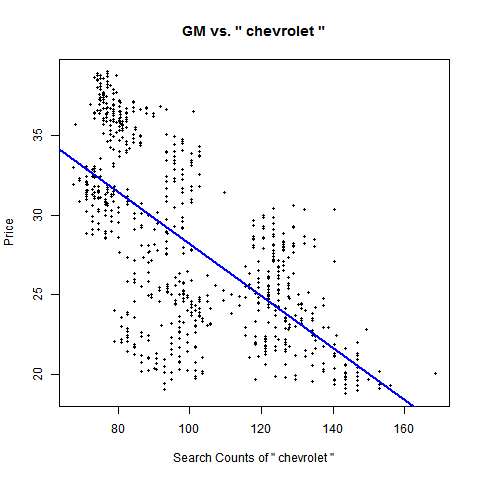 GM vs. " chevrolet "
Price
35
30
25
20
80 100 120 140 160
Search Counts of " chevrolet "